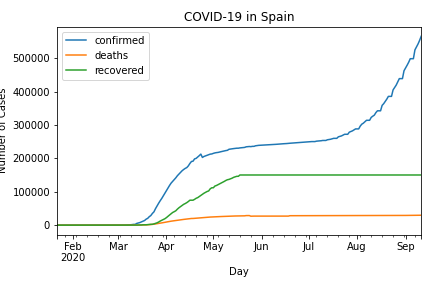 COVID-19 in Spain
confirmed
deaths
recovered
500000
400000
300000
200000
100000
0
Number of Cases
Feb Mar Apr May Jun Jul Aug Sep
2020
Day